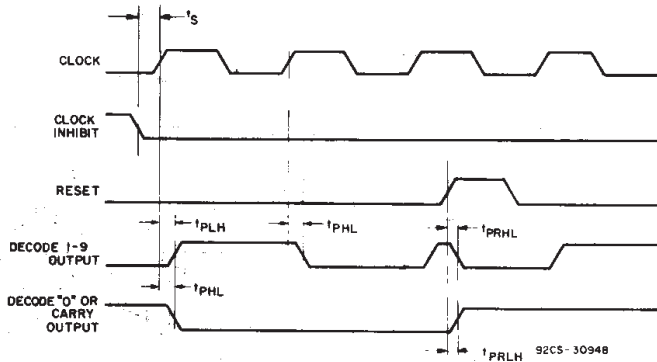 tS
CLOCK
CLOCK
INHIBIT
RESET
tPLH
tPHL
tPRHL
DECODE 1-9
OUTPUT
tPHL
DECODE "0" OR
CARRY
OUTPUT
tPRLH
92CS-30948